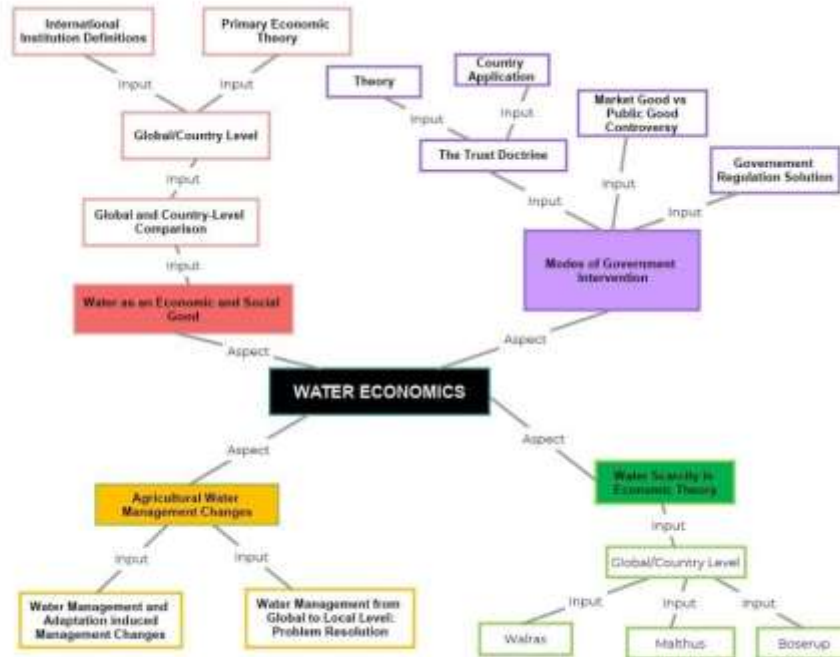 International
Institution Definitions
Primary Economic
Theory
Input
Input
Global/Country Level
Input
Global and Country-Level
Comparison
Input
Water as an Economic and Social
Good
Aspect
Theory
Country
Application
Input
Input
The Trust Doctrine
Market Good vs
Public Good
Controversy
Governement
Regulation Solution
Input
Input
Input
Modes of Government
Intervention
Aspect
WATER ECONOMICS
Aspect
Agricultural Water
Management Changes
Input
Input
Water Management and
Adaptation induced
Management Changes
Water Management from
Global to Local Level:
Problem Resolution
Aspect
Water Scarcity in
Economic Theory
Input
Global/Country Level
Input
Input
Input
Walras
Malthus
Boserup